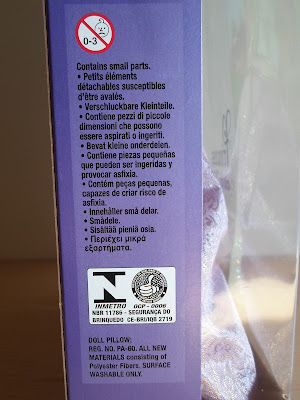 0-3
Contains small parts.
• Petits éléments
détachables susceptibles
d'être avalés.
• Verschluckbare Kleinteile.
• Contiene pezzi di piccole
dimensioni che possono
essere aspirati o ingeriti.
• Bevat kleine onderdelen.
• Contiene piezas pequeñas
que pueden ser ingeridas y
provocar asfixia.
• Contém peças pequenas,
capazes de criar risco de
asfixia.
• Innehåller små delar.
• Smådele.
• Sisältää pieniä osia.
• Περιέχει μικρά
εξαρτήματα.
INMETRO OCP - 0006
NBR 11786 - SEGURANÇA DO
BRINQUEDO CE-BRI/IQB 2719
DOLL PILLOW;
REG. NO. PA-60. ALL NEW
MATERIALS consisting of
Polyester Fibers. SURFACE
WASHABLE ONLY.